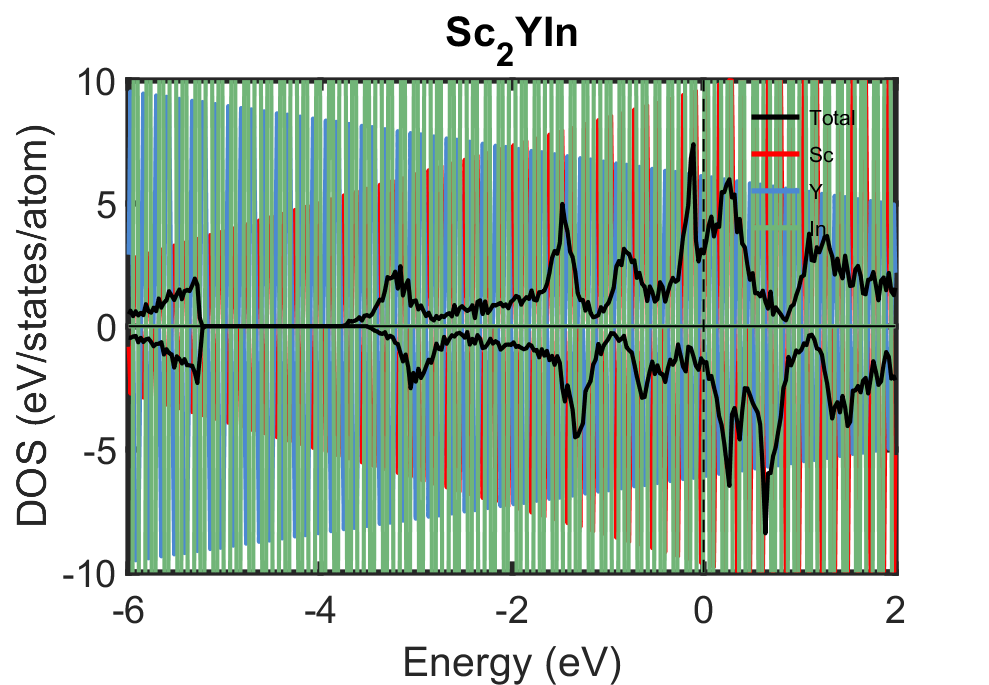 Sc₂YIn
DOS (eV/states/atom)
10
5
0
-5
-10
Total
Sc
Y
In
-6 -4 -2 0 2
Energy (eV)